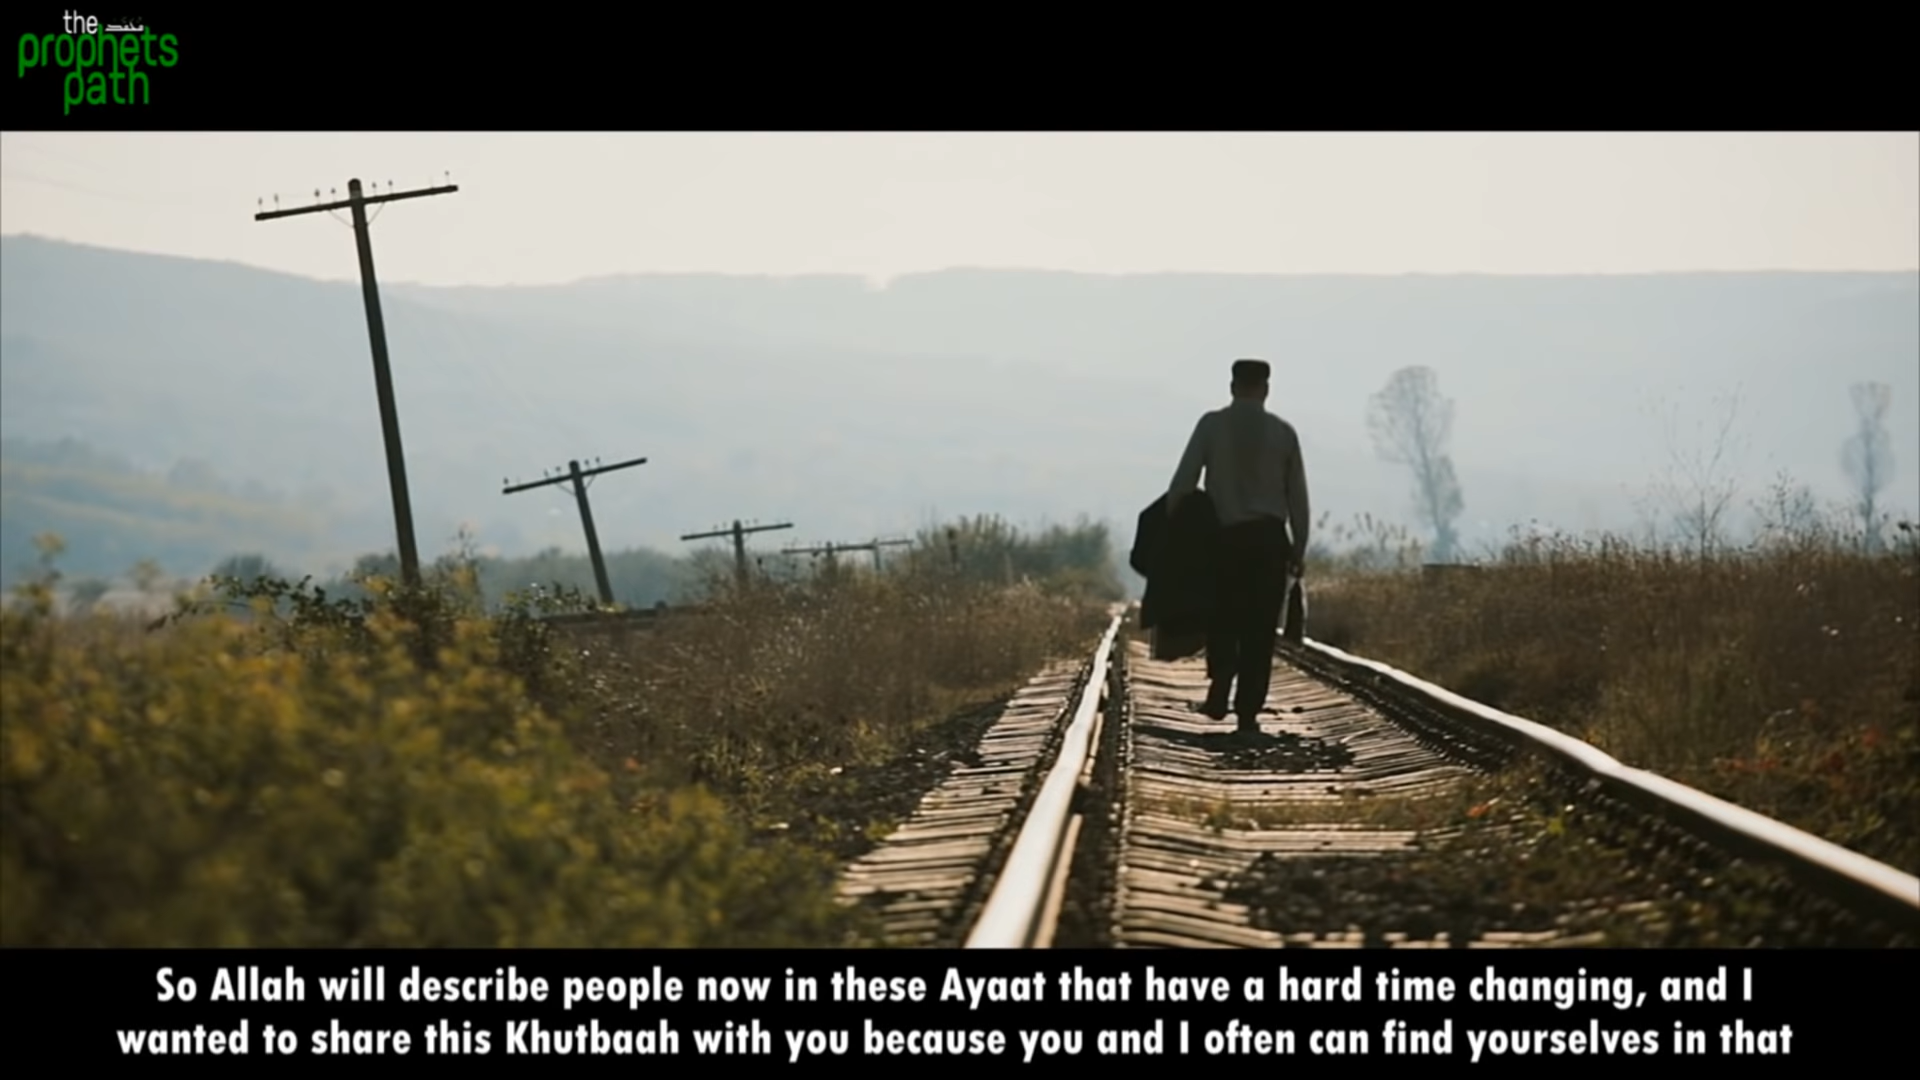 the محمد
prophets
path
So Allah will describe people now in these Ayaat that have a hard time changing, and I
wanted to share this Khutbaah with you because you and I often can find yourselves in that